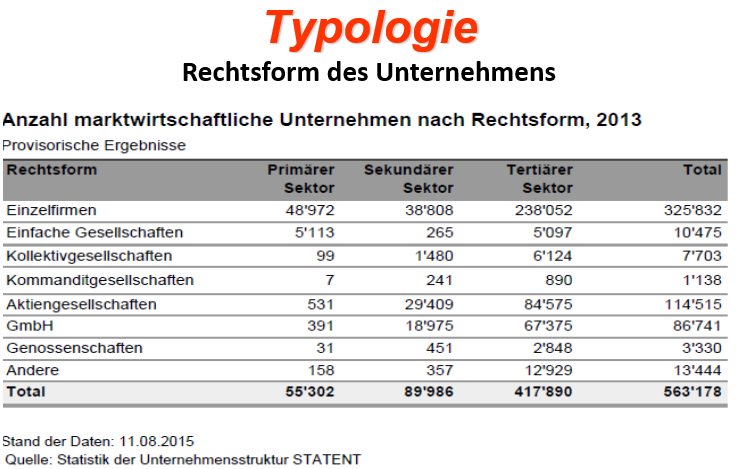 Typologie
Rechtsform des Unternehmens
Anzahl marktwirtschaftliche Unternehmen nach Rechtsform, 2013
Provisorische Ergebnisse
Rechtsform Primärer Sektor Sekundärer Sektor Tertiärer Sektor Total
Einzelfirmen 48'972 38'808 238'052 325'832
Einfache Gesellschaften 5'113 265 5'097 10'475
Kollektivgesellschaften 99 1'480 6'124 7'703
Kommanditgesellschaften 7 241 890 1'138
Aktiengesellschaften 531 29'409 84'575 114'515
GmbH 391 18'975 67'375 86'741
Genossenschaften 31 451 2'848 3'330
Andere 158 357 12'929 13'444
Total 55'302 89'986 417'890 563'178
Stand der Daten: 11.08.2015
Quelle: Statistik der Unternehmensstruktur STATENT